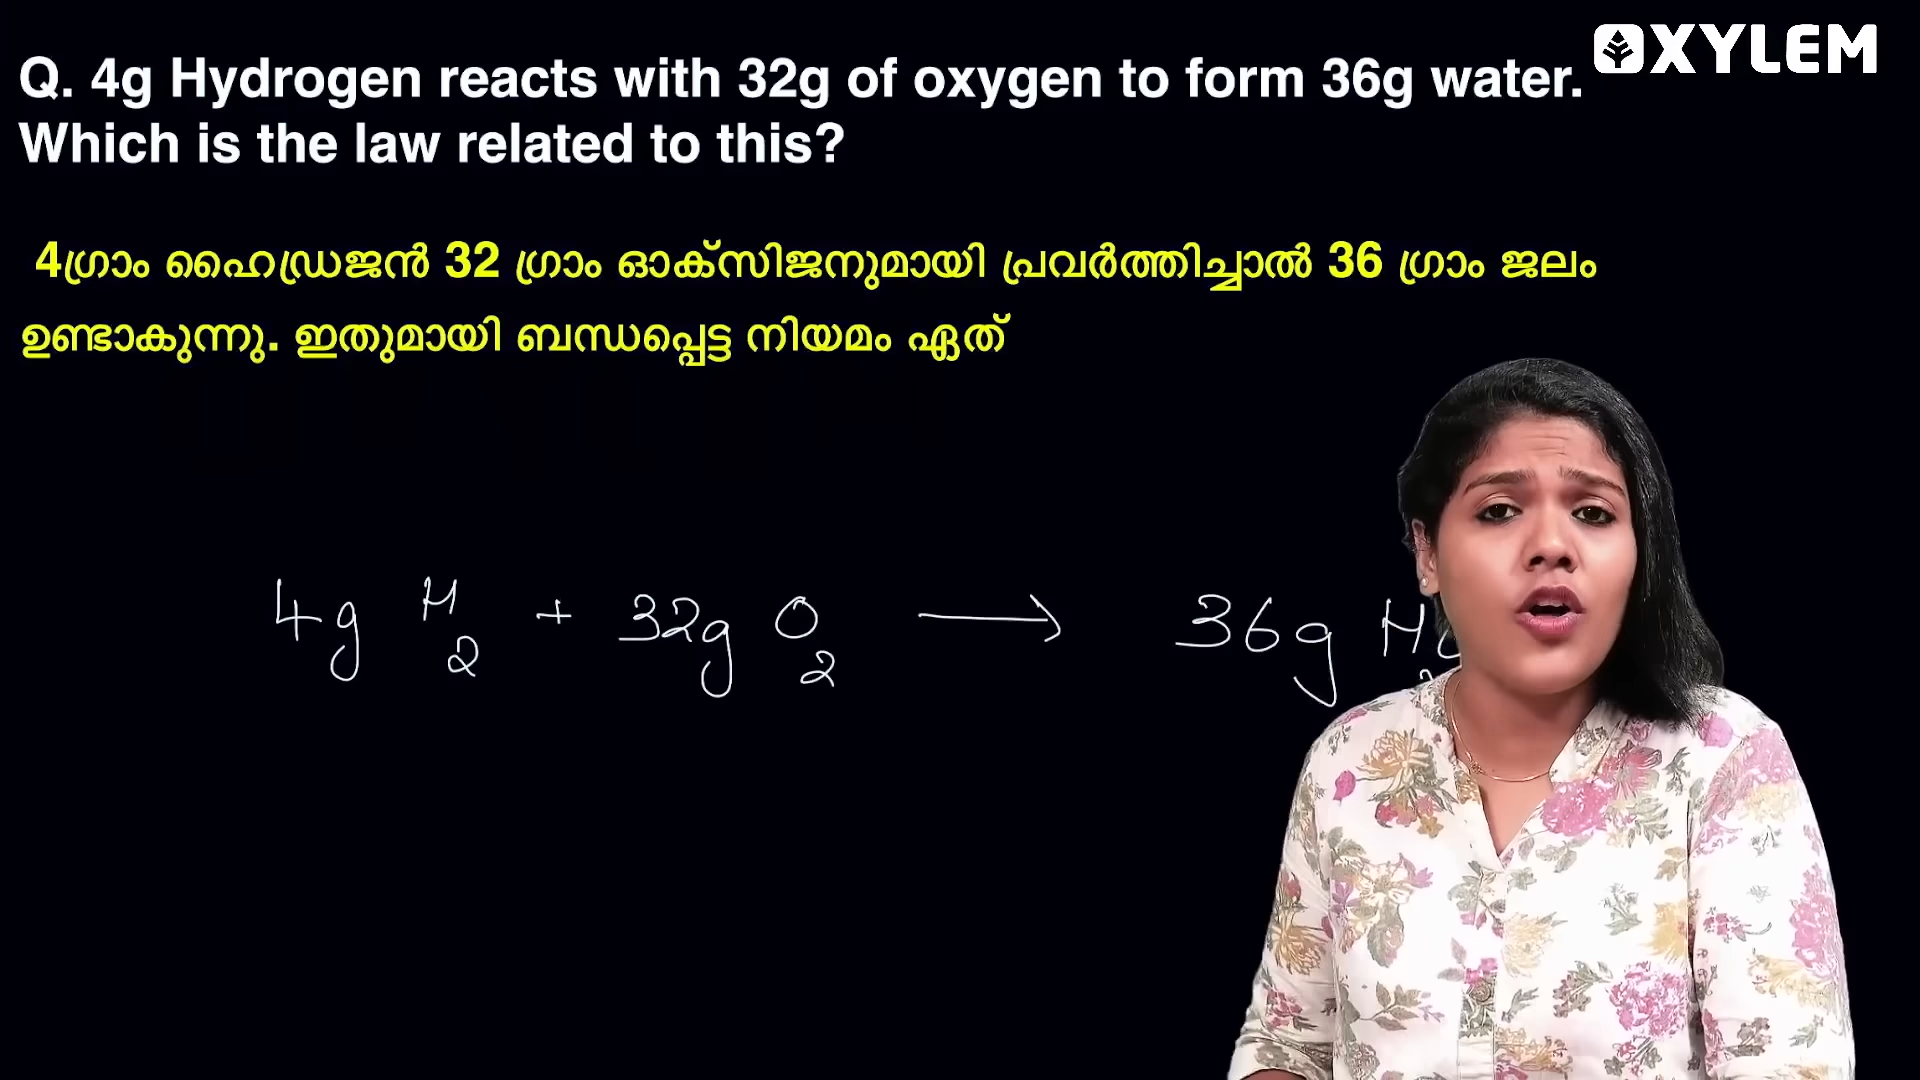 OXYLEM
Q. 4g Hydrogen reacts with 32g of oxygen to form 36g water.
Which is the law related to this?
4ഗ്രാം ഹൈഡ്രജൻ 32 ഗ്രാം ഓക്സിജനുമായി പ്രവർത്തിച്ചാൽ 36 ഗ്രാം ജലം
ഉണ്ടാകുന്നു. ഇതുമായി ബന്ധപ്പെട്ട നിയമം ഏത്
4g H2 + 32g O2 → 36g H